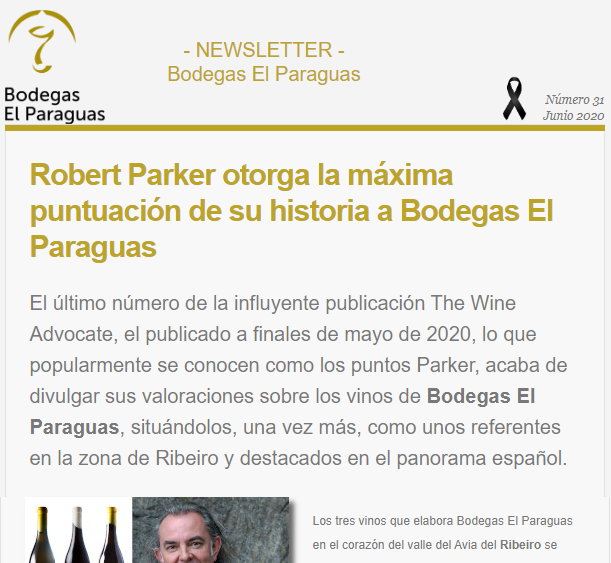 - NEWSLETTER -
Bodegas El Paraguas
Bodegas
El Paraguas
Número 31
Junio 2020
Robert Parker otorga la máxima
puntuación de su historia a Bodegas El
Paraguas
El último número de la influyente publicación The Wine
Advocate, el publicado a finales de mayo de 2020, lo que
popularmente se conocen como los puntos Parker, acaba de
divulgar sus valoraciones sobre los vinos de Bodegas El
Paraguas, situándolos, una vez más, como unos referentes
en la zona de Ribeiro y destacados en el panorama español.
Los tres vinos que elabora Bodegas El Paraguas
en el corazón del valle del Avia del Ribeiro se